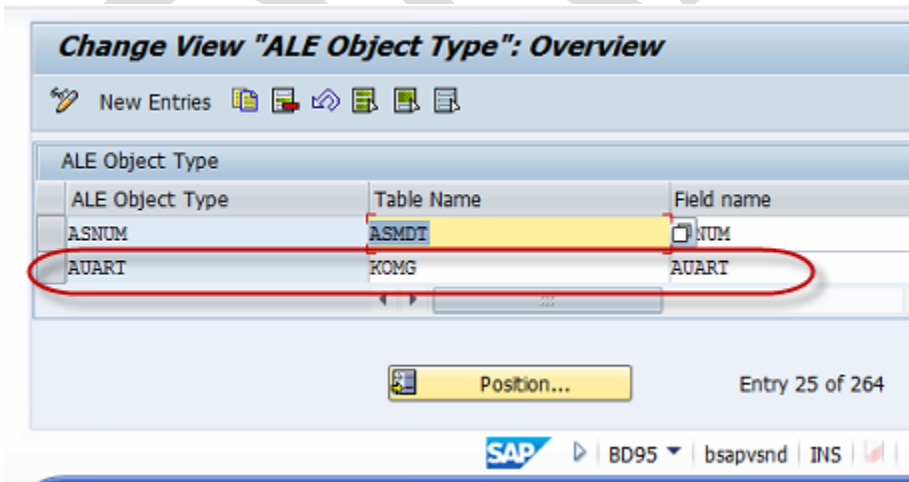 Change View "ALE Object Type": Overview
New Entries
ALE Object Type
ALE Object Type Table Name Field name
ASNUM ASMDT NUM
AUART KOMG AUART
Position... Entry 25 of 264
SAP BD95 bsapvsnd INS